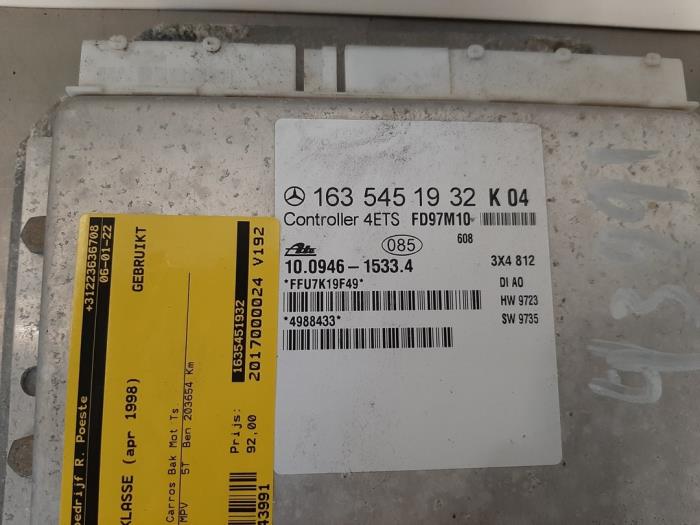 163 545 19 32 K 04
Controller 4ETS FD97M10
608
Ate 085
10.0946-1533.4 3X4 812
*FFU7K19F49* DI A0
HW 9723
*4988433* SW 9735
+31223636708
06-01-22
GEBRUIKT
1635451932
2017000024 V192
edrijf R. Poeste
KLASSE (apr 1998)
Carros Bak Mot Ts
MPV 5T Ben 203654 Km
Prijs:
92,00
43991